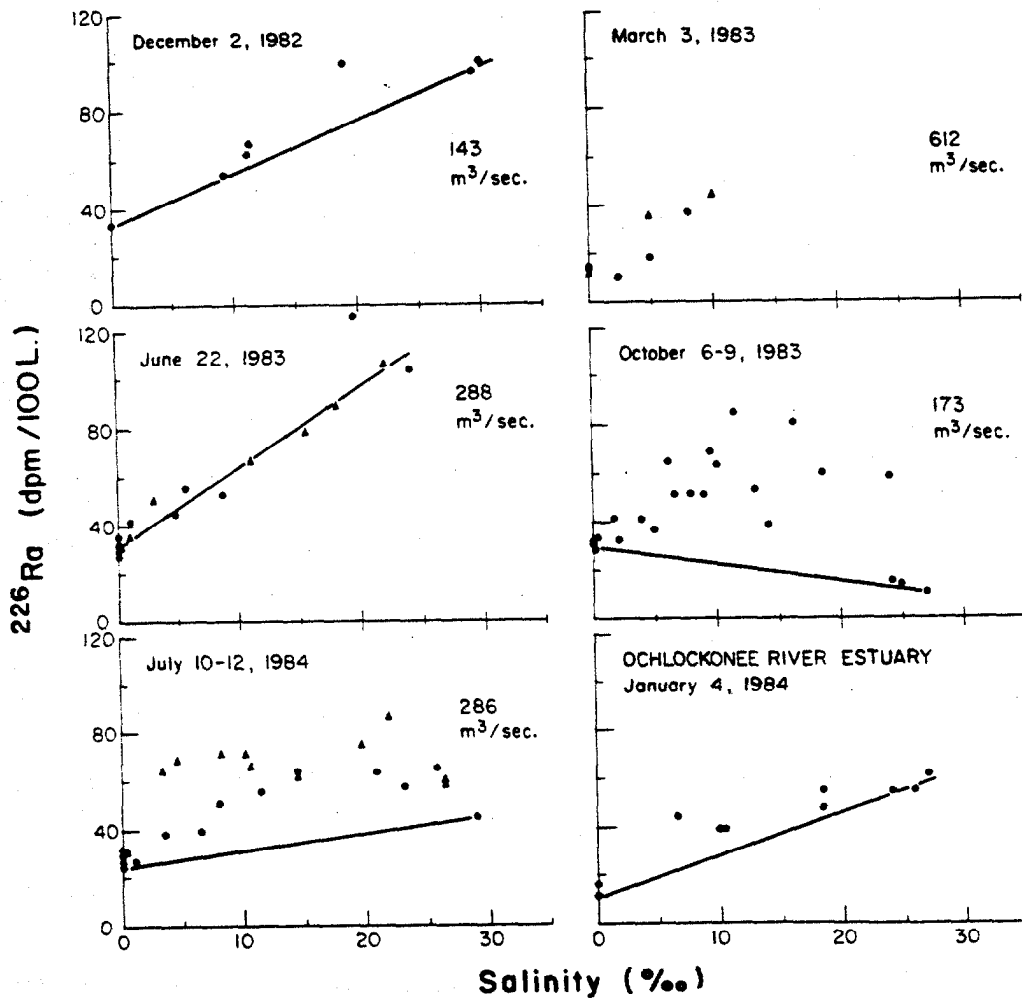 120
80
40
0
December 2, 1982
143
m³/sec.
March 3, 1983
612
m³/sec.
120
80
40
0
June 22, 1983
288
m³/sec.
October 6-9, 1983
173
m³/sec.
120
80
40
0
July 10-12, 1984
286
m³/sec.
OCHLOCKONEE RIVER ESTUARY
January 4, 1984
0 10 20 30
0 10 20 30
²²⁶Ra (dpm/100L.)
Salinity (‰)